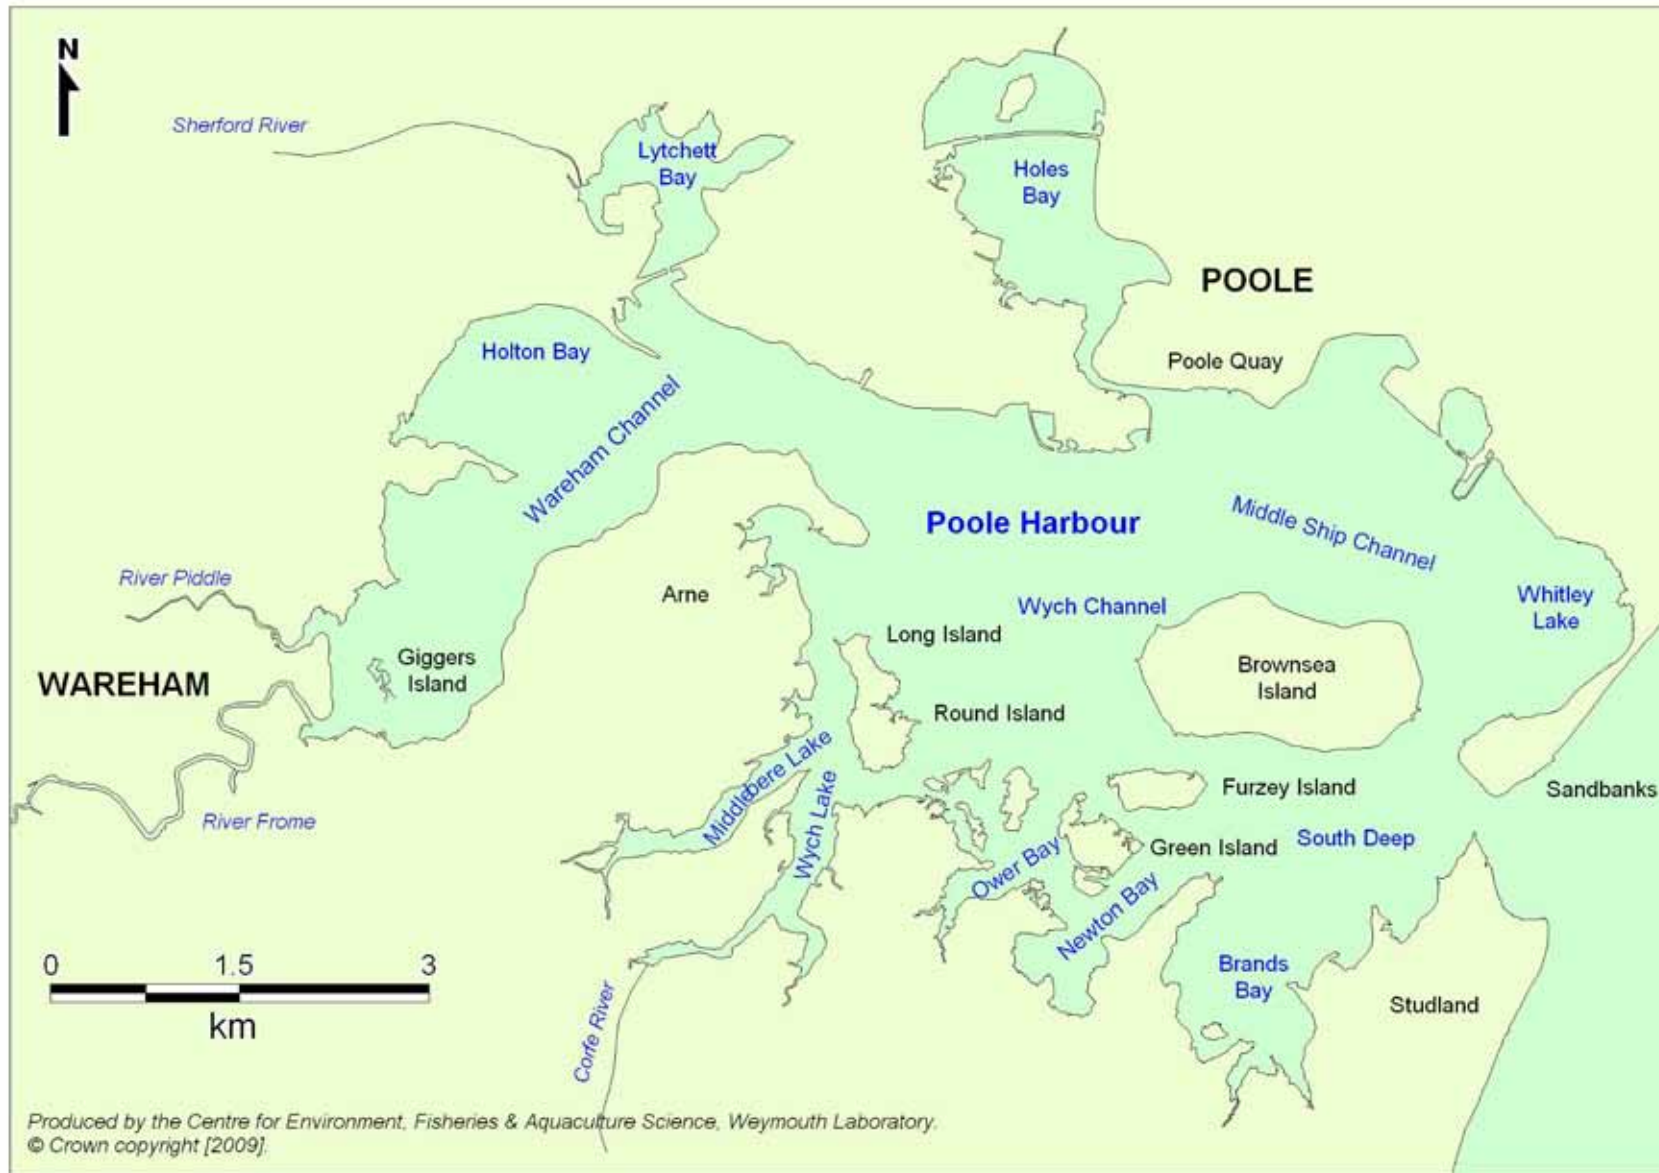 N
Sherford River
Lytchett
Bay
Holes
Bay
POOLE
Holton Bay
Poole Quay
Wareham Channel
Poole Harbour
Middle Ship Channel
River Piddle
Arne
Wych Channel
Whitley
Lake
Long Island
Giggers
Island
WAREHAM
Brownsea
Island
Round Island
Middlebere Lake
Wych Lake
Furzey Island
Sandbanks
River Frome
Ower Bay
Green Island
South Deep
Newton Bay
Brands
Bay
Studland
0 1.5 3
km
Corfe River
Produced by the Centre for Environment, Fisheries & Aquaculture Science, Weymouth Laboratory.
© Crown copyright [2009].